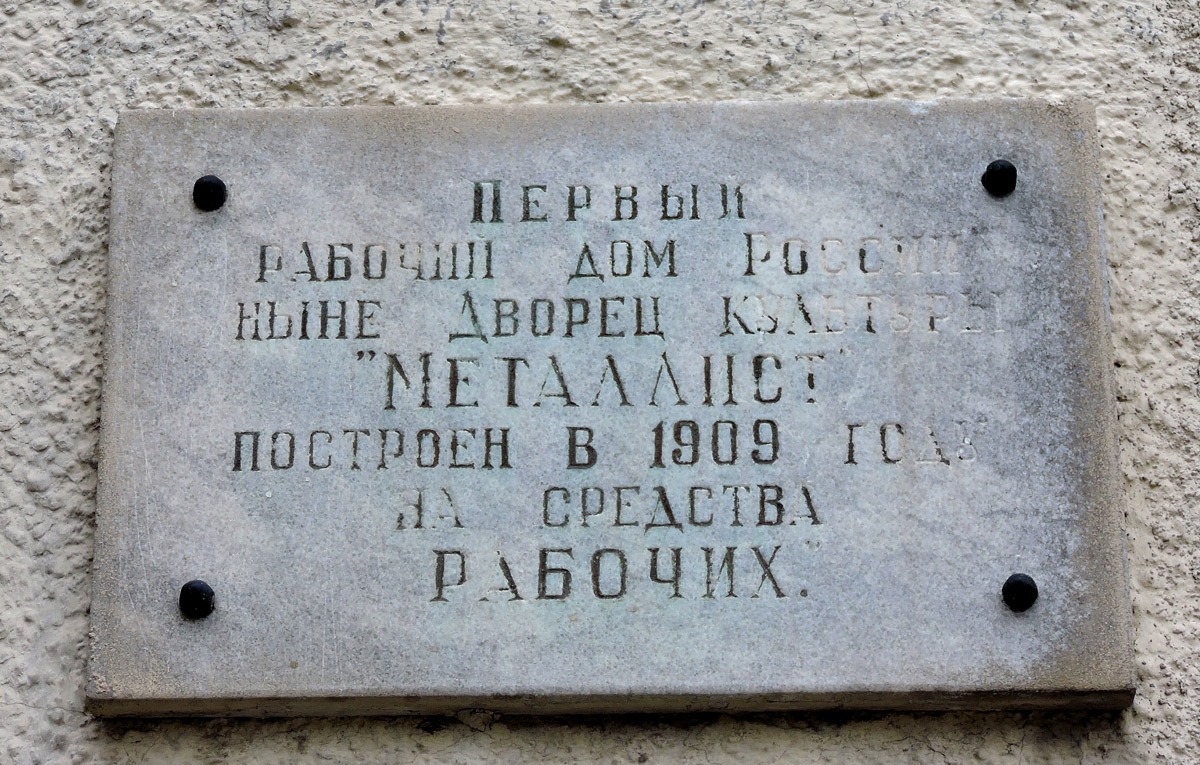 ПЕРВЫЙ
РАБОЧИЙ ДОМ РОССИИ
НЫНЕ ДВОРЕЦ КУЛЬТУРЫ
"МЕТАЛЛИСТ"
ПОСТРОЕН В 1909 ГОДУ
НА СРЕДСТВА
РАБОЧИХ."